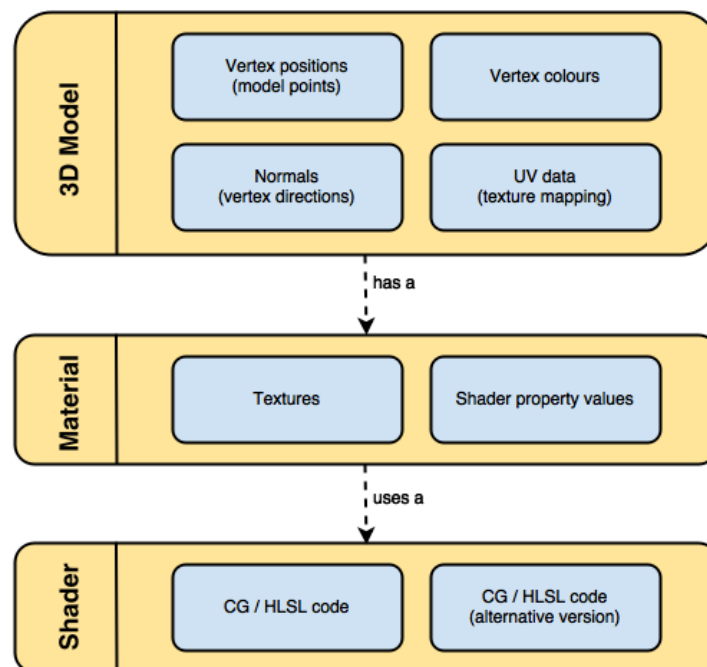 3D Model
Vertex positions
(model points)
Vertex colours
Normals
(vertex directions)
UV data
(texture mapping)
has a
Material
Textures
Shader property values
uses a
Shader
CG / HLSL code
CG / HLSL code
(alternative version)